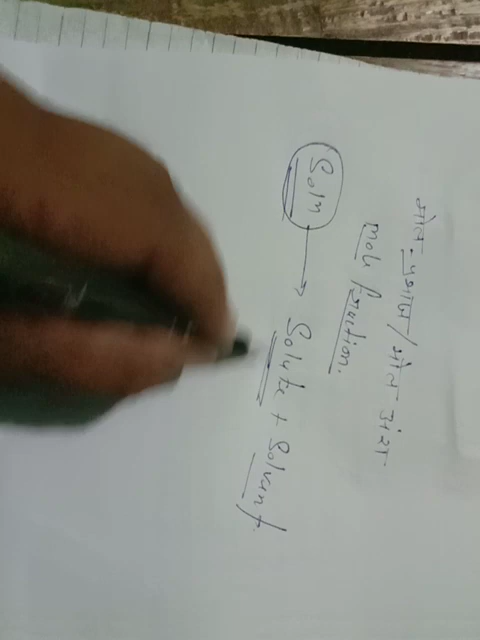 मोल-प्रभाज / मोल अंश
Mole fraction.
Soln → Solute + Solvent.